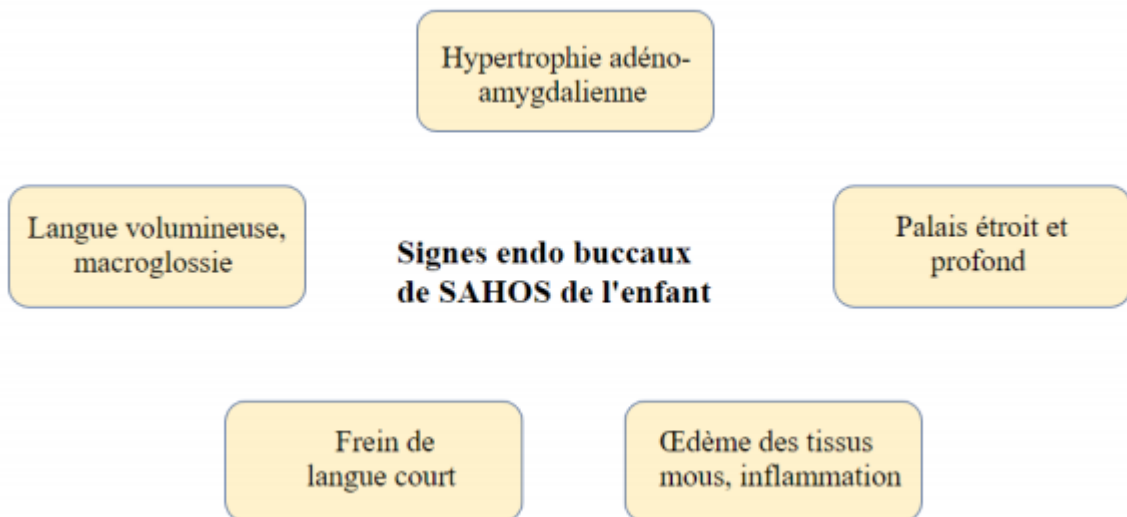 Hypertrophie adéno-
amygdalienne
Langue volumineuse,
macroglossie
Signes endo buccaux
de SAHOS de l'enfant
Palais étroit et
profond
Frein de
langue court
Œdème des tissus
mous, inflammation